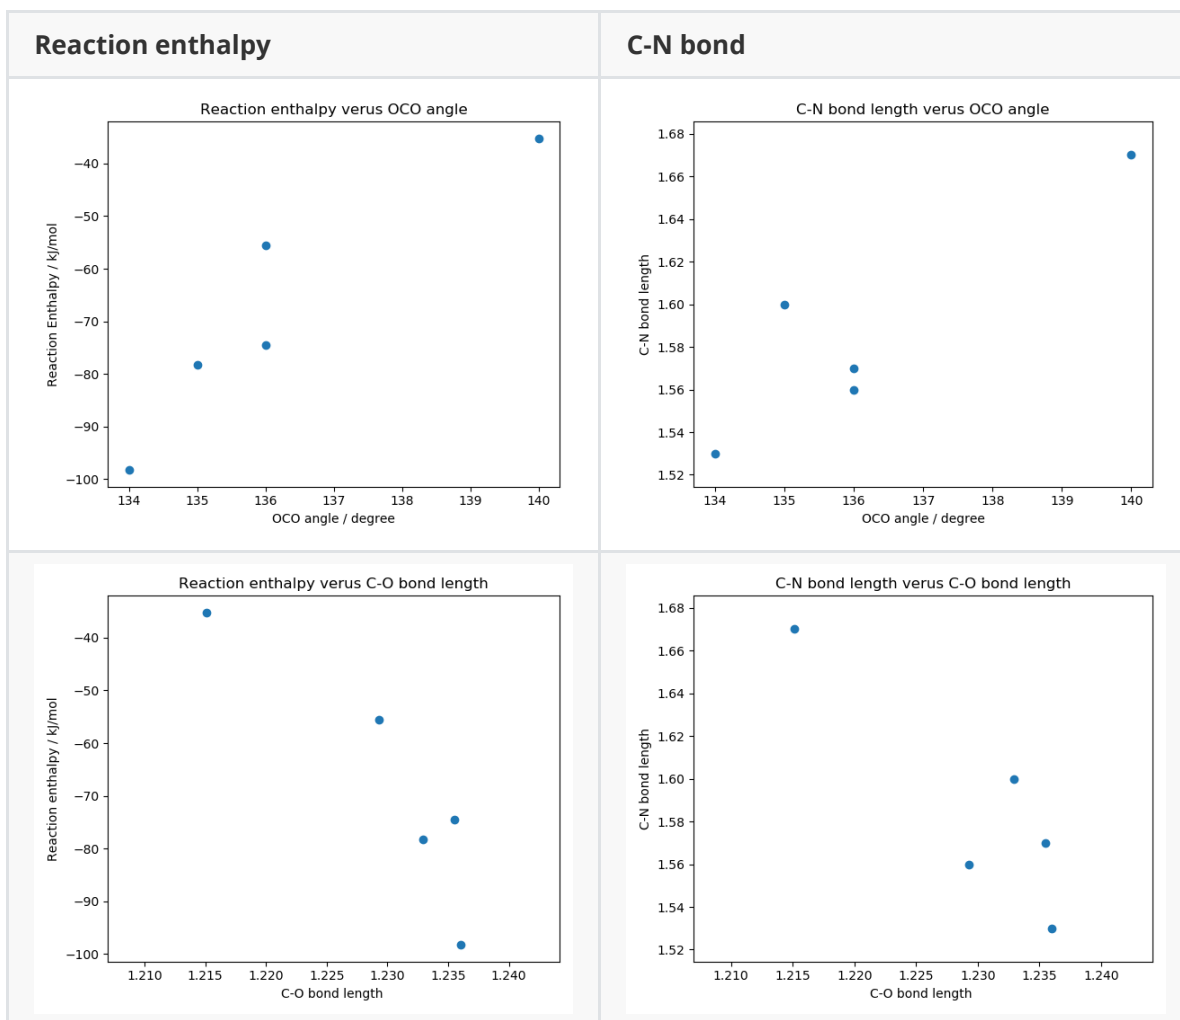 Reaction enthalpy
C-N bond
Reaction enthalpy verus OCO angle
−40
−50
−60
−70
−80
−90
−100
Reaction Enthalpy / kJ/mol
134 135 136 137 138 139 140
OCO angle / degree
C-N bond length versus OCO angle
1.68
1.66
1.64
1.62
1.60
1.58
1.56
1.54
1.52
C-N bond length
134 135 136 137 138 139 140
OCO angle / degree
Reaction enthalpy versus C-O bond length
−40
−50
−60
−70
−80
−90
−100
Reaction enthalpy / kJ/mol
1.210 1.215 1.220 1.225 1.230 1.235 1.240
C-O bond length
C-N bond length versus C-O bond length
1.68
1.66
1.64
1.62
1.60
1.58
1.56
1.54
1.52
C-N bond length
1.210 1.215 1.220 1.225 1.230 1.235 1.240
C-O bond length